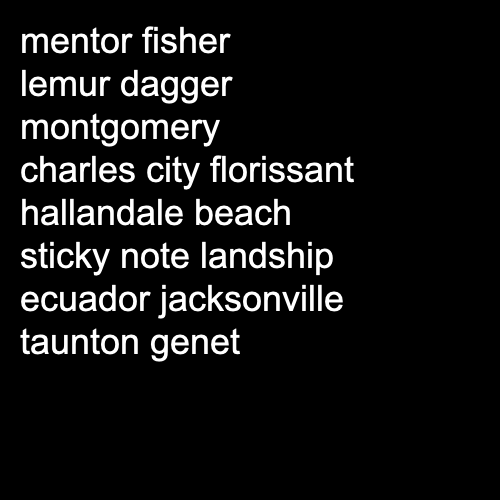 mentor fisher
lemur dagger
montgomery
charles city florissant
hallandale beach
sticky note landship
ecuador jacksonville
taunton genet